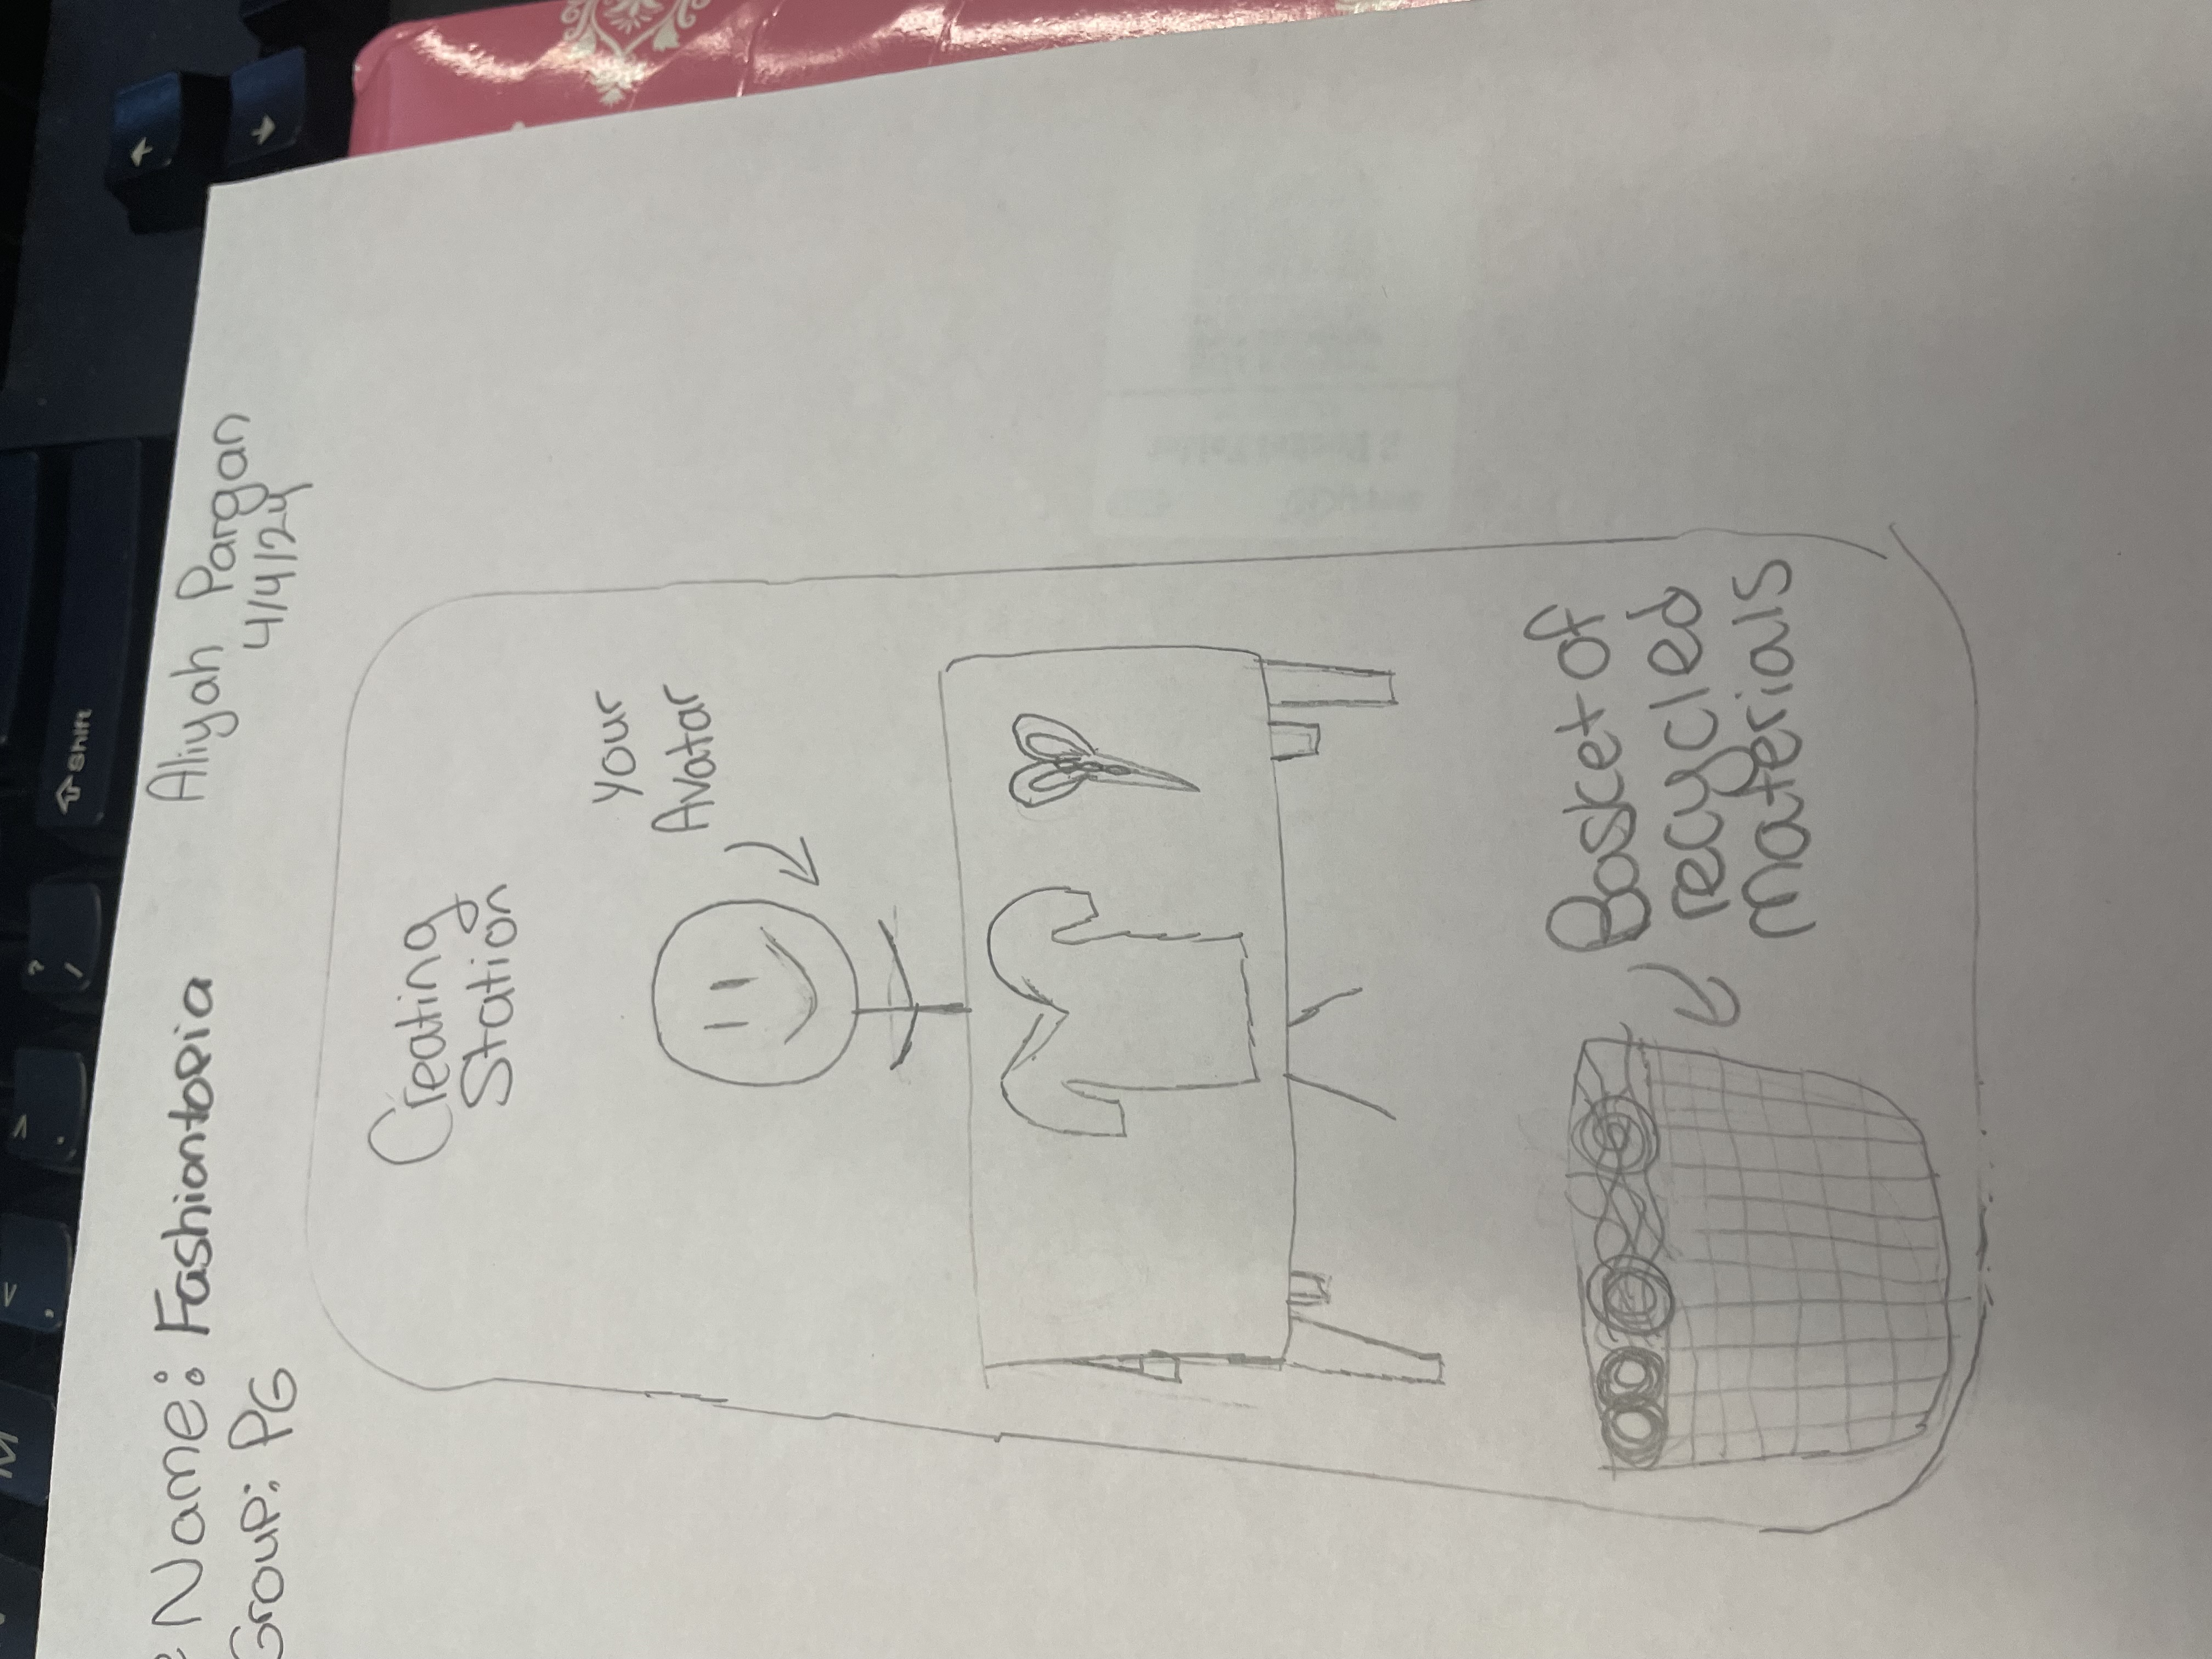 Name: Fashiontopia
Group: PG
Aliyah Pargan
4/4/24
Creating
Station
Your
Avatar
Basket of
recycled
Materials
M
<
,
>
.
?
/
Shift